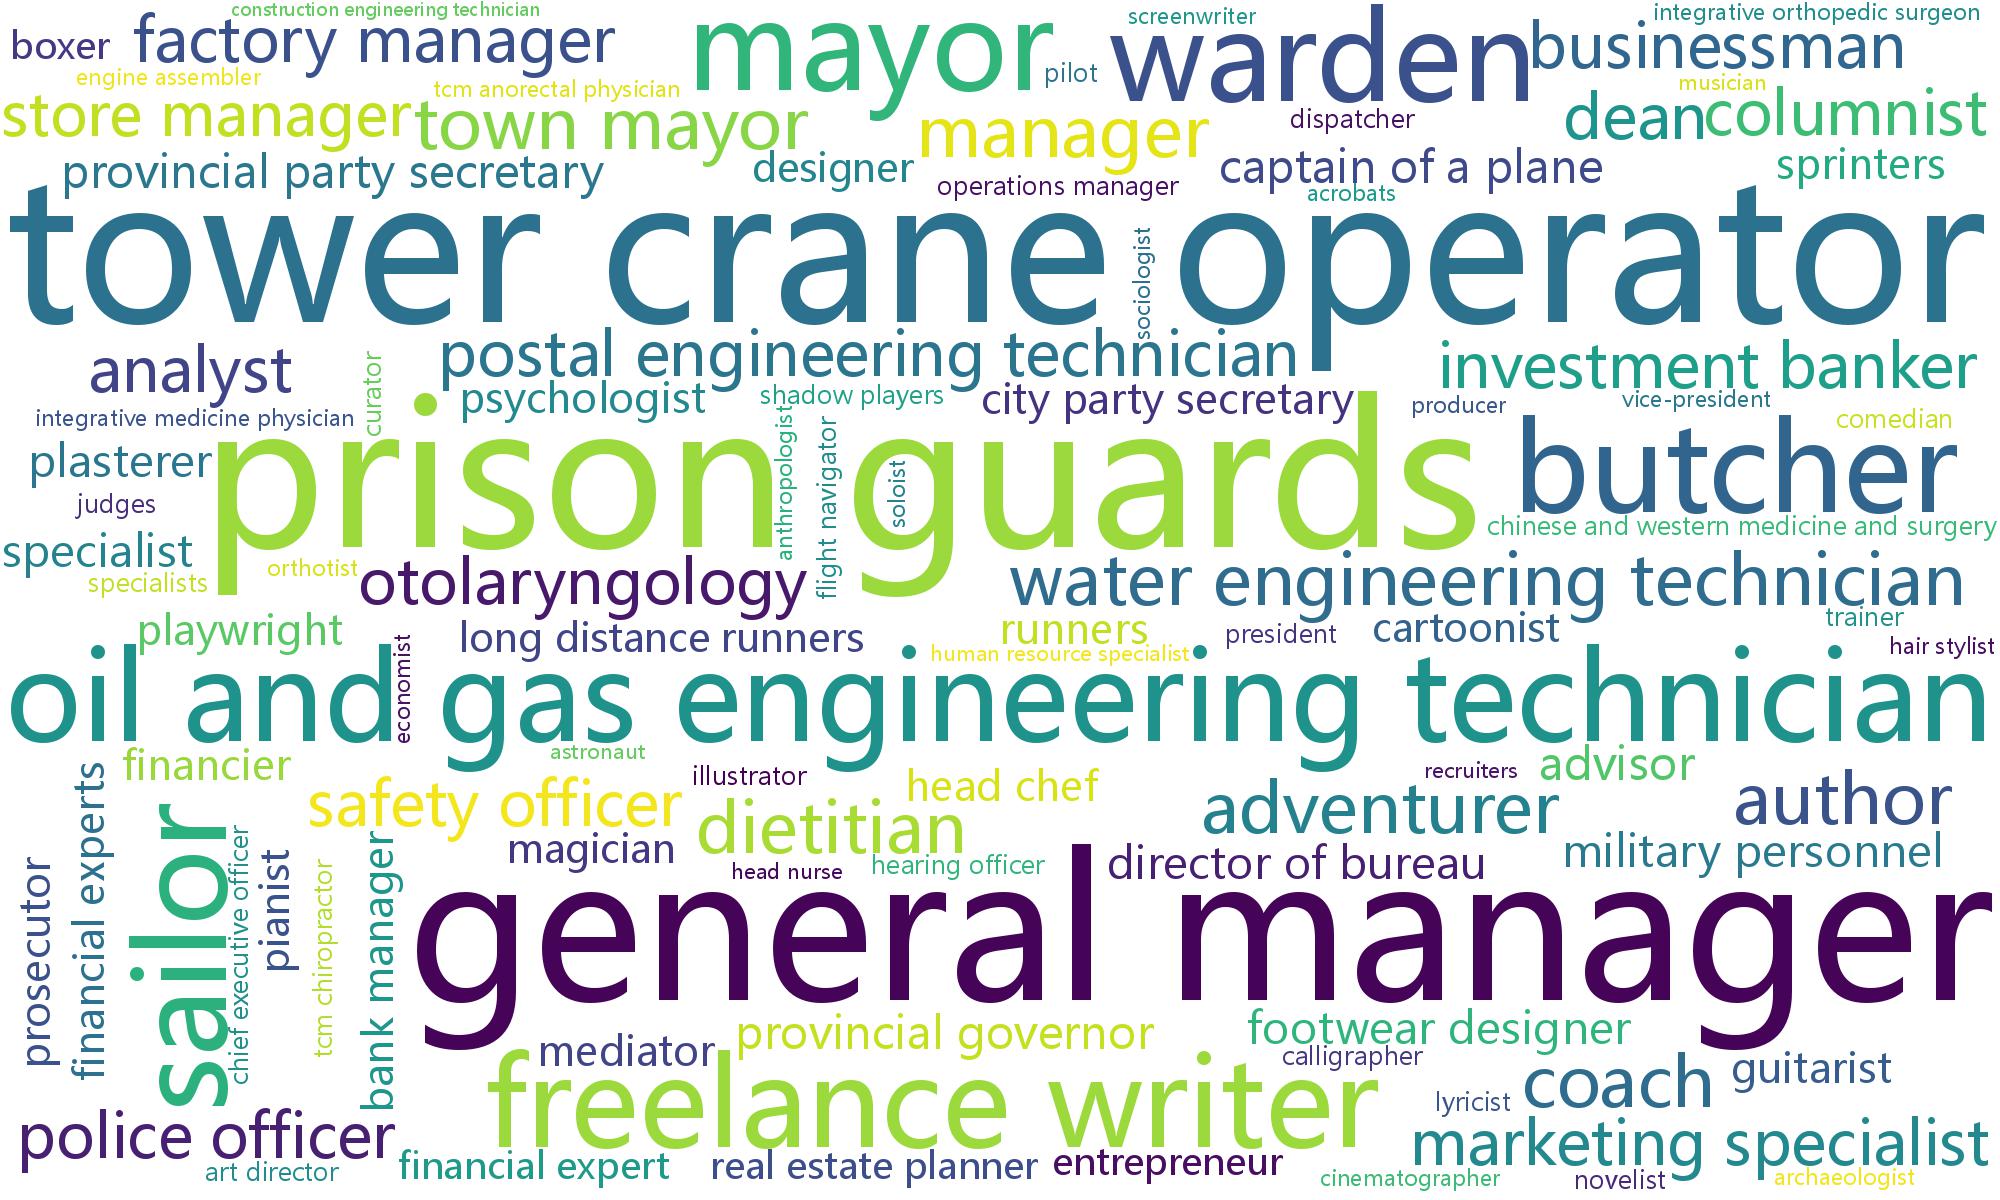 construction engineering technician
screenwriter
integrative orthopedic surgeon
boxer
factory manager
mayor
warden
businessman
engine assembler
tcm anorectal physician
pilot
musician
store manager
town mayor
manager
dispatcher
dean
columnist
provincial party secretary
designer
operations manager
captain of a plane
acrobats
sprinters
tower crane operator
sociologist
analyst
curator
postal engineering technician
investment banker
integrative medicine physician
psychologist
shadow players
city party secretary
producer
vice-president
comedian
plasterer
prison guards
anthropologist
flight navigator
soloist
butcher
judges
chinese and western medicine and surgery
specialist
specialists
orthotist
otolaryngology
water engineering technician
playwright
long distance runners
runners
president
cartoonist
trainer
hair stylist
economist
human resource specialist
oil and gas engineering technician
financier
astronaut
illustrator
head chef
recruiters
advisor
prosecutor
financial experts
sailor
chief executive officer
pianist
tcm chiropractor
bank manager
safety officer
dietitian
adventurer
author
magician
head nurse
hearing officer
director of bureau
military personnel
general manager
mediator
provincial governor
footwear designer
calligrapher
freelance writer
coach
guitarist
lyricist
police officer
marketing specialist
art director
financial expert
real estate planner
entrepreneur
cinematographer
novelist
archaeologist